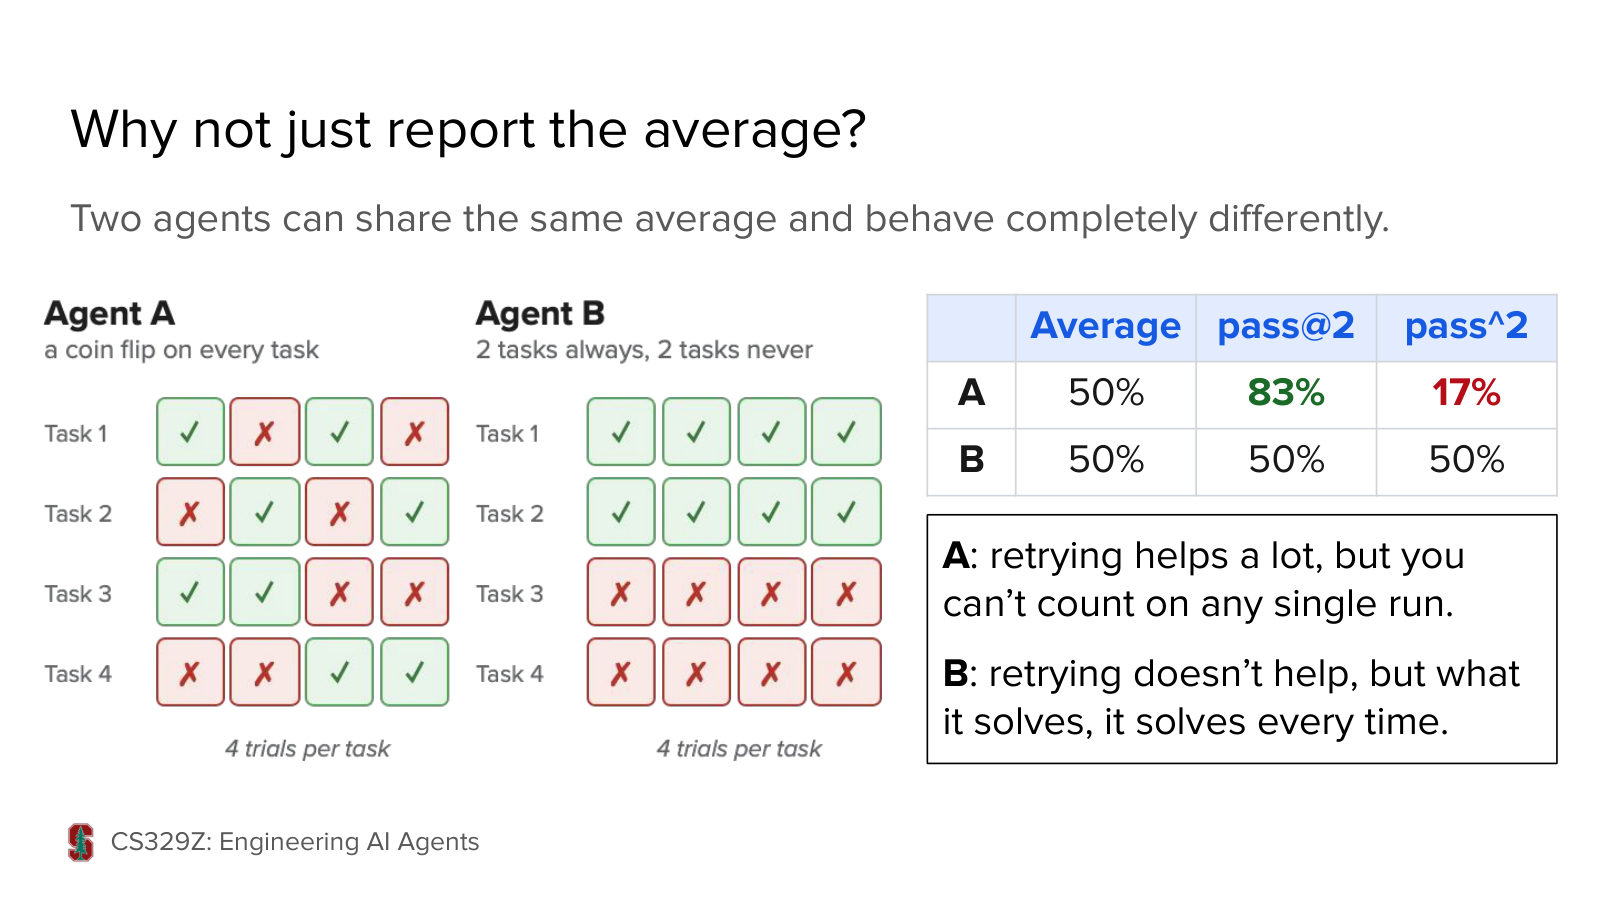 Why not just report the average?
Two agents can share the same average and behave completely differently.
Agent A
a coin flip on every task
Task 1 ✓ ✗ ✓ ✗
Task 2 ✗ ✓ ✗ ✓
Task 3 ✓ ✓ ✗ ✗
Task 4 ✗ ✗ ✓ ✓
4 trials per task
Agent B
2 tasks always, 2 tasks never
Task 1 ✓ ✓ ✓ ✓
Task 2 ✓ ✓ ✓ ✓
Task 3 ✗ ✗ ✗ ✗
Task 4 ✗ ✗ ✗ ✗
4 trials per task
Average pass@2 pass^2
A 50% 83% 17%
B 50% 50% 50%
A: retrying helps a lot, but you
can’t count on any single run.
B: retrying doesn’t help, but what
it solves, it solves every time.
CS329Z: Engineering AI Agents